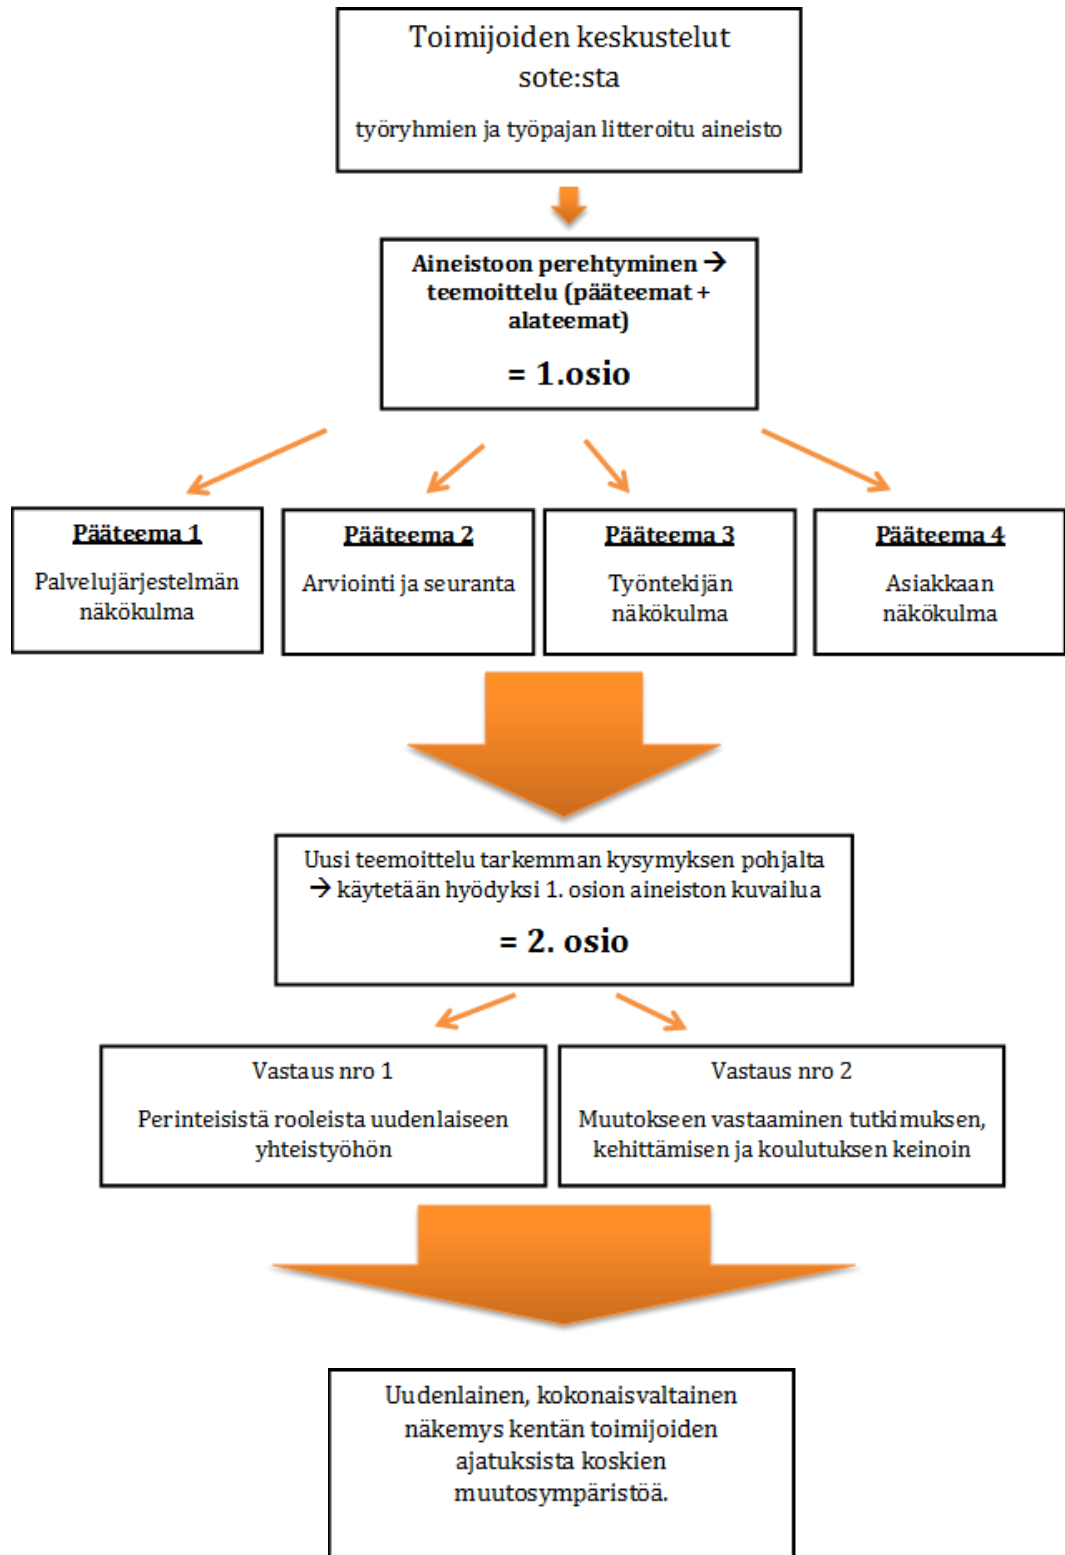 Toimijoiden keskustelut
sote:sta
työryhmien ja työpajan litteroitu aineisto
Aineistoon perehtyminen →
teemoittelu (pääteemat +
alateemat)
= 1.osio
Pääteema 1
Palvelujärjestelmän
näkökulma
Pääteema 2
Arviointi ja seuranta
Pääteema 3
Työntekijän
näkökulma
Pääteema 4
Asiakkaan
näkökulma
Uusi teemoittelu tarkemman kysymyksen pohjalta
→ käytetään hyödyksi 1. osion aineiston kuvailua
= 2. osio
Vastaus nro 1
Perinteisistä rooleista uudenlaiseen
yhteistyöhön
Vastaus nro 2
Muutokseen vastaaminen tutkimuksen,
kehittämisen ja koulutuksen keinoin
Uudenlainen, kokonaisvaltainen
näkemys kentän toimijoiden
ajatuksista koskien
muutosympäristöä.